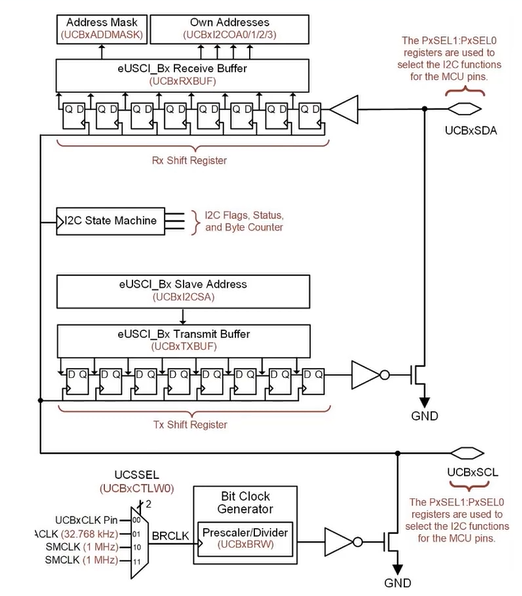 Address Mask
(UCBxADDMASK)
Own Addresses
(UCBxI2COA0/1/2/3)
The PxSEL1:PxSEL0
registers are used to
select the I2C functions
for the MCU pins.
eUSCI_Bx Receive Buffer
(UCBxRXBUF)
Q D Q D Q D Q D Q D Q D Q D Q D
UCBxSDA
Rx Shift Register
I2C State Machine
I2C Flags, Status,
and Byte Counter
eUSCI_Bx Slave Address
(UCBxI2CSA)
eUSCI_Bx Transmit Buffer
(UCBxTXBUF)
D Q D Q D Q D Q D Q D Q D Q D Q
GND
Tx Shift Register
UCBxSCL
UCSSEL
(UCBxCTLW0)
2
Bit Clock
Generator
The PxSEL1:PxSEL0
registers are used to
select the I2C functions
for the MCU pins.
UCBxCLK Pin 00
ACLK (32.768 kHz) 01
SMCLK (1 MHz) 10
SMCLK (1 MHz) 11
BRCLK
Prescaler/Divider
(UCBxBRW)
GND